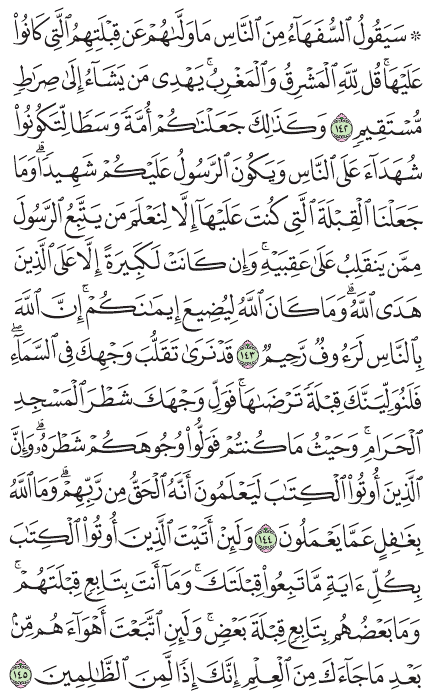 ۞ سَيَقُولُ ٱلسُّفَهَآءُ مِنَ ٱلنَّاسِ مَا وَلَّىٰهُمْ عَن قِبْلَتِهِمُ ٱلَّتِي كَانُوا۟
عَلَيْهَا ۚ قُل لِّلَّهِ ٱلْمَشْرِقُ وَٱلْمَغْرِبُ ۚ يَهْدِى مَن يَشَآءُ إِلَىٰ صِرَٰطٍ
مُّسْتَقِيمٍ ١٤٢ وَكَذَٰلِكَ جَعَلْنَٰكُمْ أُمَّةً وَسَطًا لِّتَكُونُوا۟
شُهَدَآءَ عَلَى ٱلنَّاسِ وَيَكُونَ ٱلرَّسُولُ عَلَيْكُمْ شَهِيدًا ۗ وَمَا
جَعَلْنَا ٱلْقِبْلَةَ ٱلَّتِي كُنتَ عَلَيْهَآ إِلَّا لِنَعْلَمَ مَن يَتَّبِعُ ٱلرَّسُولَ
مِمَّن يَنقَلِبُ عَلَىٰ عَقِبَيْهِ ۚ وَإِن كَانَتْ لَكَبِيرَةً إِلَّا عَلَى ٱلَّذِينَ
هَدَى ٱللَّهُ ۗ وَمَا كَانَ ٱللَّهُ لِيُضِيعَ إِيمَٰنَكُمْ ۚ إِنَّ ٱللَّهَ
بِٱلنَّاسِ لَرَءُوفٌ رَّحِيمٌ ١٤٣ قَدْ نَرَىٰ تَقَلُّبَ وَجْهِكَ فِى ٱلسَّمَآءِ ۖ
فَلَنُوَلِّيَنَّكَ قِبْلَةً تَرْضَىٰهَا ۚ فَوَلِّ وَجْهَكَ شَطْرَ ٱلْمَسْجِدِ
ٱلْحَرَامِ ۚ وَحَيْثُ مَا كُنتُمْ فَوَلُّوا۟ وُجُوهَكُمْ شَطْرَهُۥ ۗ وَإِنَّ
ٱلَّذِينَ أُوتُوا۟ ٱلْكِتَٰبَ لَيَعْلَمُونَ أَنَّهُ ٱلْحَقُّ مِن رَّبِّهِمْ ۗ وَمَا ٱللَّهُ
بِغَٰفِلٍ عَمَّا يَعْمَلُونَ ١٤٤ وَلَئِنْ أَتَيْتَ ٱلَّذِينَ أُوتُوا۟ ٱلْكِتَٰبَ
بِكُلِّ ءَايَةٍ مَّا تَبِعُوا۟ قِبْلَتَكَ ۚ وَمَآ أَنتَ بِتَابِعٍ قِبْلَتَهُمْ ۚ
وَمَا بَعْضُهُم بِتَابِعٍ قِبْلَةَ بَعْضٍ ۚ وَلَئِنِ ٱتَّبَعْتَ أَهْوَآءَهُم مِّنۢ
بَعْدِ مَا جَآءَكَ مِنَ ٱلْعِلْمِ ۙ إِنَّكَ إِذًا لَّمِنَ ٱلظَّٰلِمِينَ ١٤٥